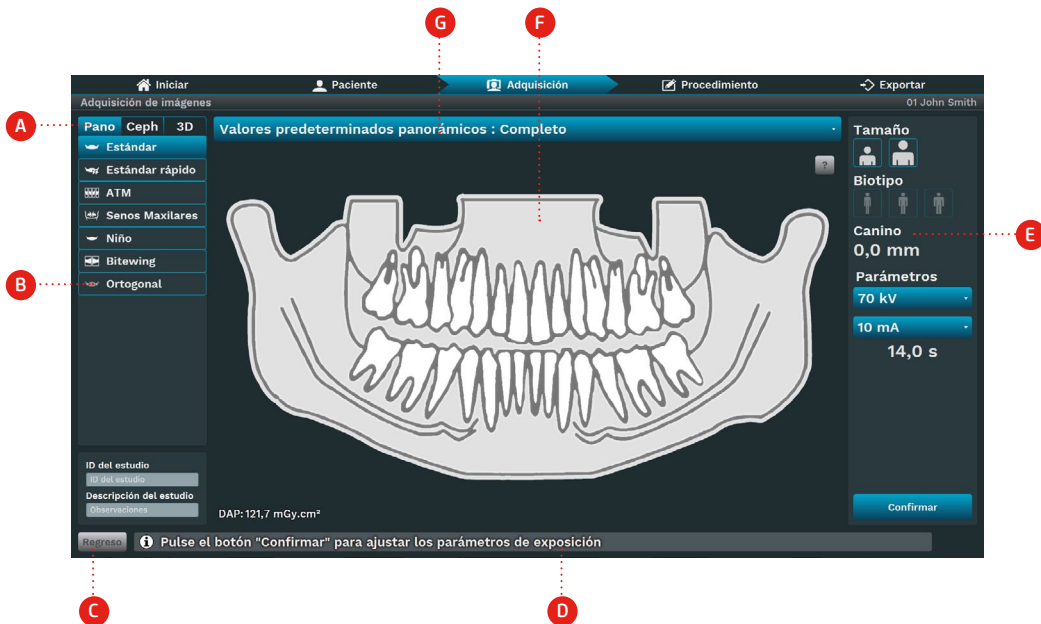 G F
Iniciar Paciente Adquisición Procedimiento Exportar
Adquisición de imágenes 01 John Smith
A
Pano Ceph 3D
Estándar
Estándar rápido
ATM
Senos Maxilares
Niño
Bitewing
B
Ortogonal
Valores predeterminados panorámicos : Completo
?
Tamaño
Biotipo
Canino
E
0,0 mm
Parámetros
70 kV
10 mA
14,0 s
ID del estudio
ID del estudio
Descripción del estudio
Observaciones
DAP: 121,7 mGy.cm²
Confirmar
Regreso
Pulse el botón "Confirmar" para ajustar los parámetros de exposición
C D